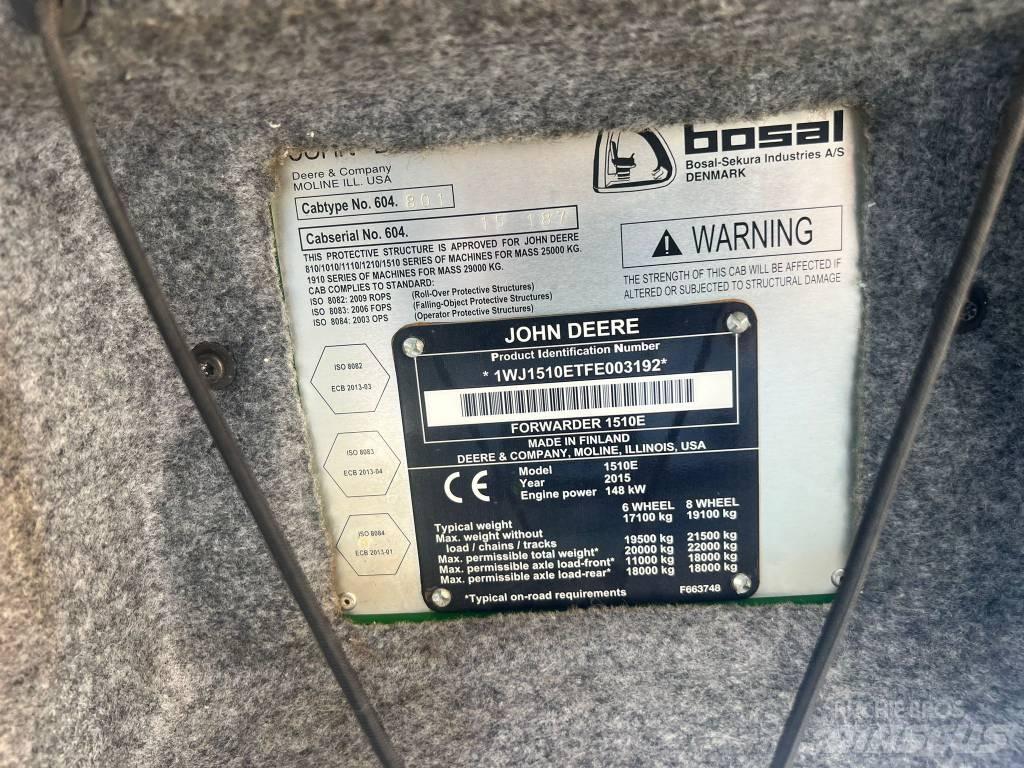 JOHN
Deere & Company
MOLINE ILL. USA
bosal
Bosal-Sekura Industries A/S
DENMARK
Cabtype No. 604. 801
Cabserial No. 604.
THIS PROTECTIVE STRUCTURE IS APPROVED FOR JOHN DEERE
810/1010/1110/1210/1510 SERIES OF MACHINES FOR MASS 25000 KG.
1910 SERIES OF MACHINES FOR MASS 29000 KG.
CAB COMPLIES TO STANDARD:
ISO 8082: 2009 ROPS (Roll-Over Protective Structures)
ISO 8083: 2006 FOPS (Falling-Object Protective Structures)
ISO 8084: 2003 OPS (Operator Protective Structures)
WARNING
THE STRENGTH OF THIS CAB WILL BE AFFECTED IF
ALTERED OR SUBJECTED TO STRUCTURAL DAMAGE
ISO 8082
ECB 2013-03
ISO 8083
ECB 2013-04
ISO 8084
ECB 2013-01
JOHN DEERE
Product Identification Number
* 1WJ1510ETFE003192*
FORWARDER 1510E
MADE IN FINLAND
DEERE & COMPANY, MOLINE, ILLINOIS, USA
CE
Model 1510E
Year 2015
Engine power 148 kW
6 WHEEL 8 WHEEL
Typical weight 17100 kg 19100 kg
Max. weight without
load / chains / tracks 19500 kg 21500 kg
Max. permissible total weight* 20000 kg 22000 kg
Max. permissible axle load-front* 11000 kg 18000 kg
Max. permissible axle load-rear* 18000 kg 18000 kg
*Typical on-road requirements F663748
RITCHIE BROS